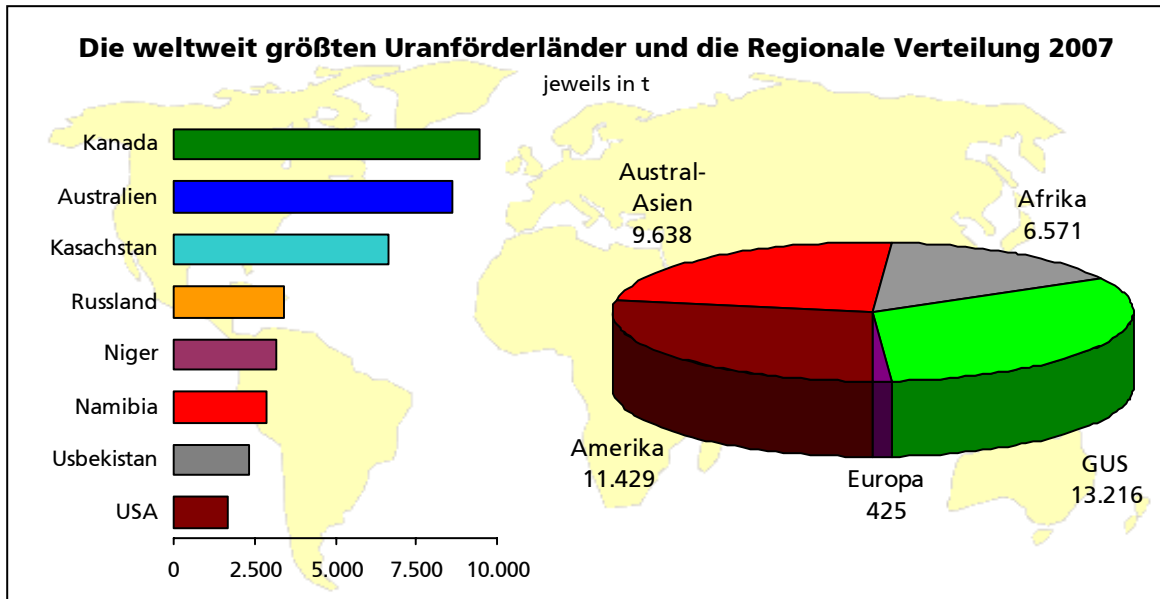 Die weltweit größten Uranförderländer und die Regionale Verteilung 2007
jeweils in t
Kanada
Australien
Kasachstan
Russland
Niger
Namibia
Usbekistan
USA
0 2.500 5.000 7.500 10.000
Austral-
Asien
9.638
Afrika
6.571
Amerika
11.429
Europa
425
GUS
13.216